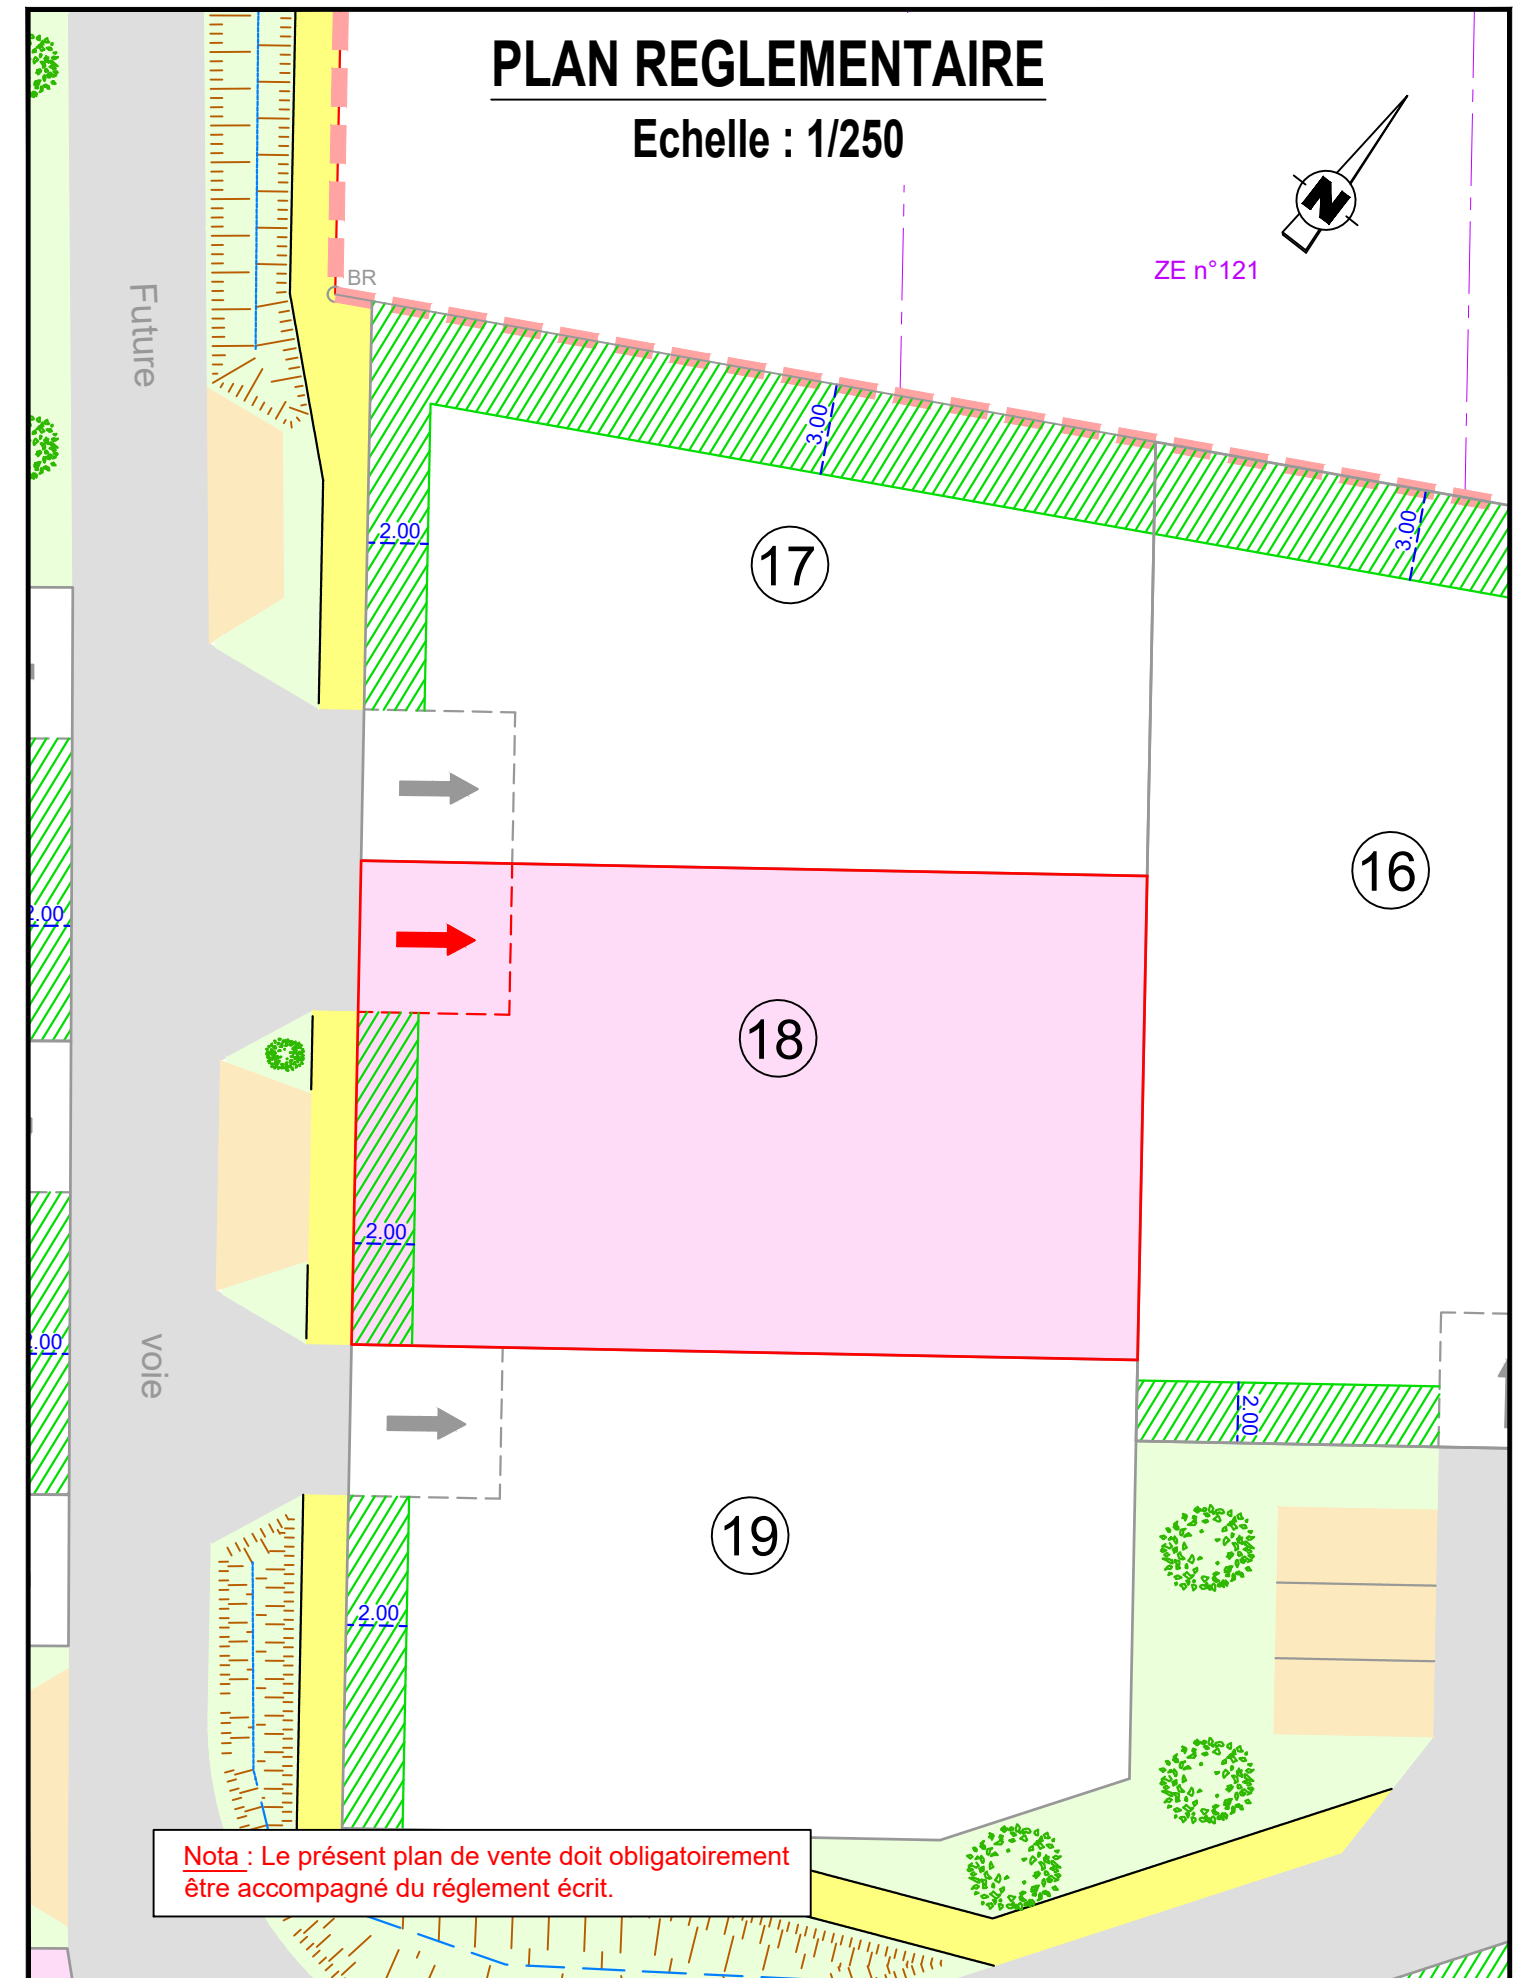 PLAN REGLEMENTAIRE
Echelle : 1/250
N
ZE n°121
BR
Future
3.00
3.00
2.00
17
16
2.00
18
2.00
2.00
voie
2.00
19
2.00
Nota : Le présent plan de vente doit obligatoirement
être accompagné du réglement écrit.